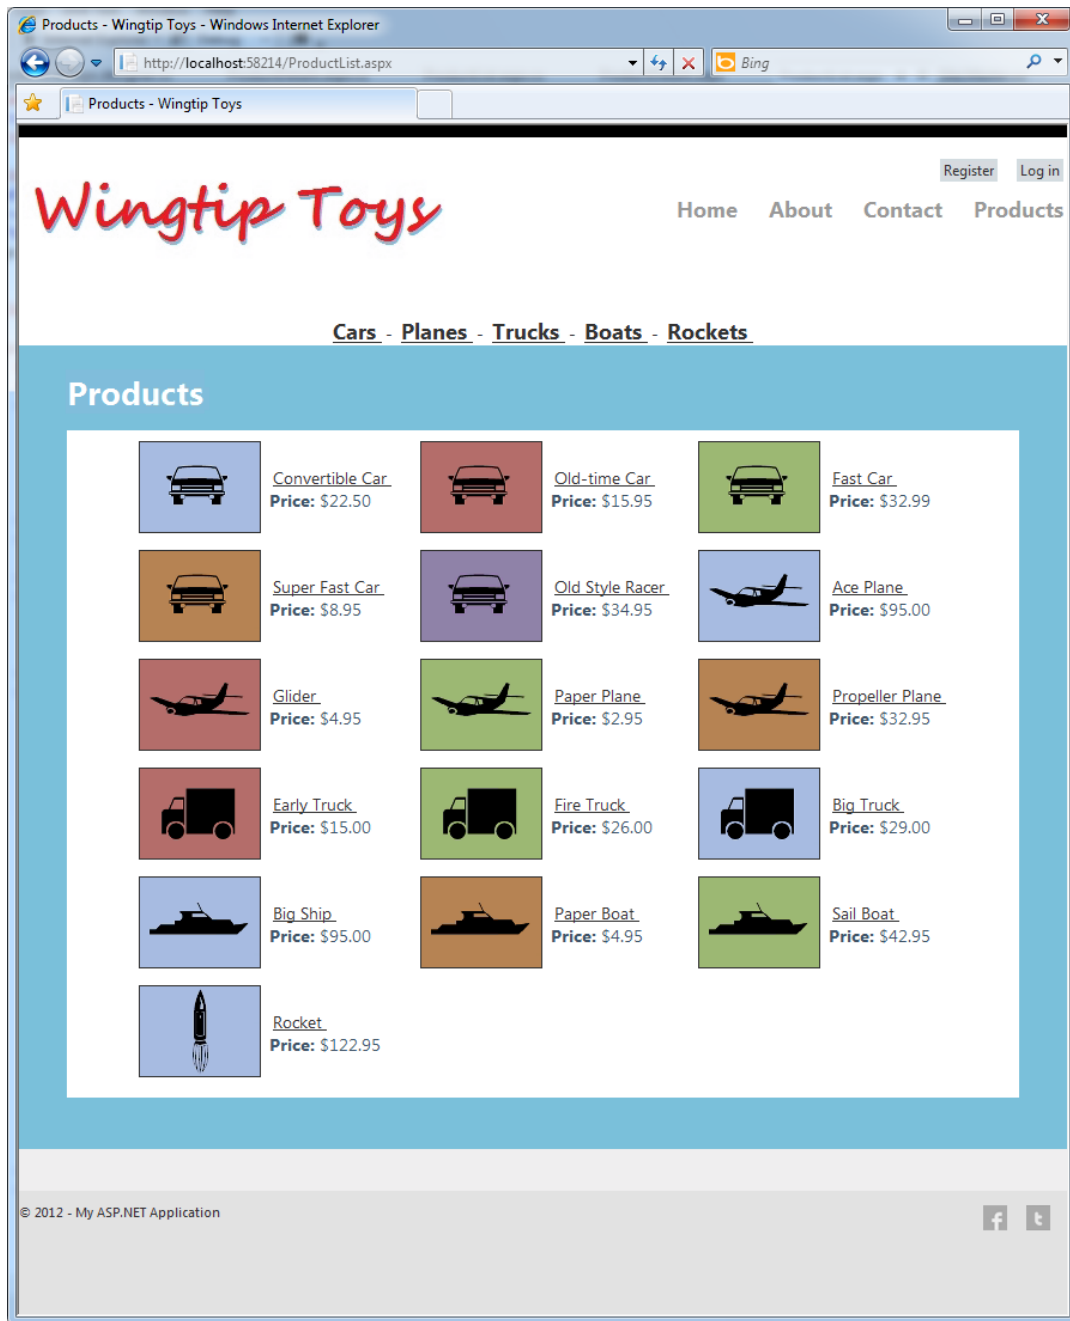 Products - Wingtip Toys - Windows Internet Explorer
http://localhost:58214/ProductList.aspx
Bing
Products - Wingtip Toys
Register Log in
Wingtip Toys
Home About Contact Products
Cars - Planes - Trucks - Boats - Rockets
Products
Convertible Car Old-time Car Fast Car
Price: $22.50 Price: $15.95 Price: $32.99
Super Fast Car Old Style Racer Ace Plane
Price: $8.95 Price: $34.95 Price: $95.00
Glider Paper Plane Propeller Plane
Price: $4.95 Price: $2.95 Price: $32.95
Early Truck Fire Truck Big Truck
Price: $15.00 Price: $26.00 Price: $29.00
Big Ship Paper Boat Sail Boat
Price: $95.00 Price: $4.95 Price: $42.95
Rocket
Price: $122.95
© 2012 - My ASP.NET Application